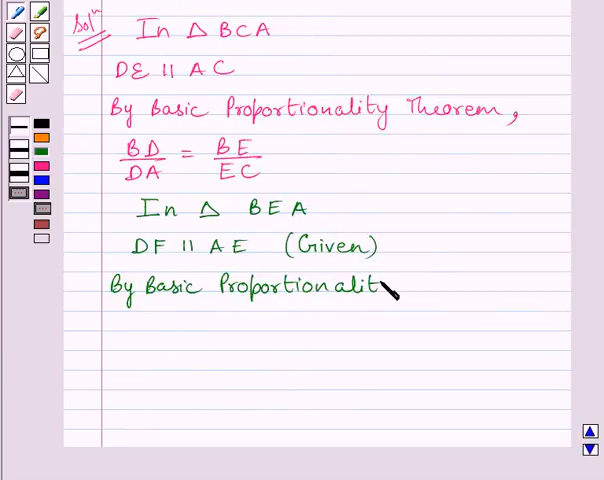 Solⁿ In Δ BCA
DE || AC
By Basic Proportionality Theorem,
BD/DA = BE/EC
In Δ BEA
DF || AE (Given)
By Basic Proportionalit